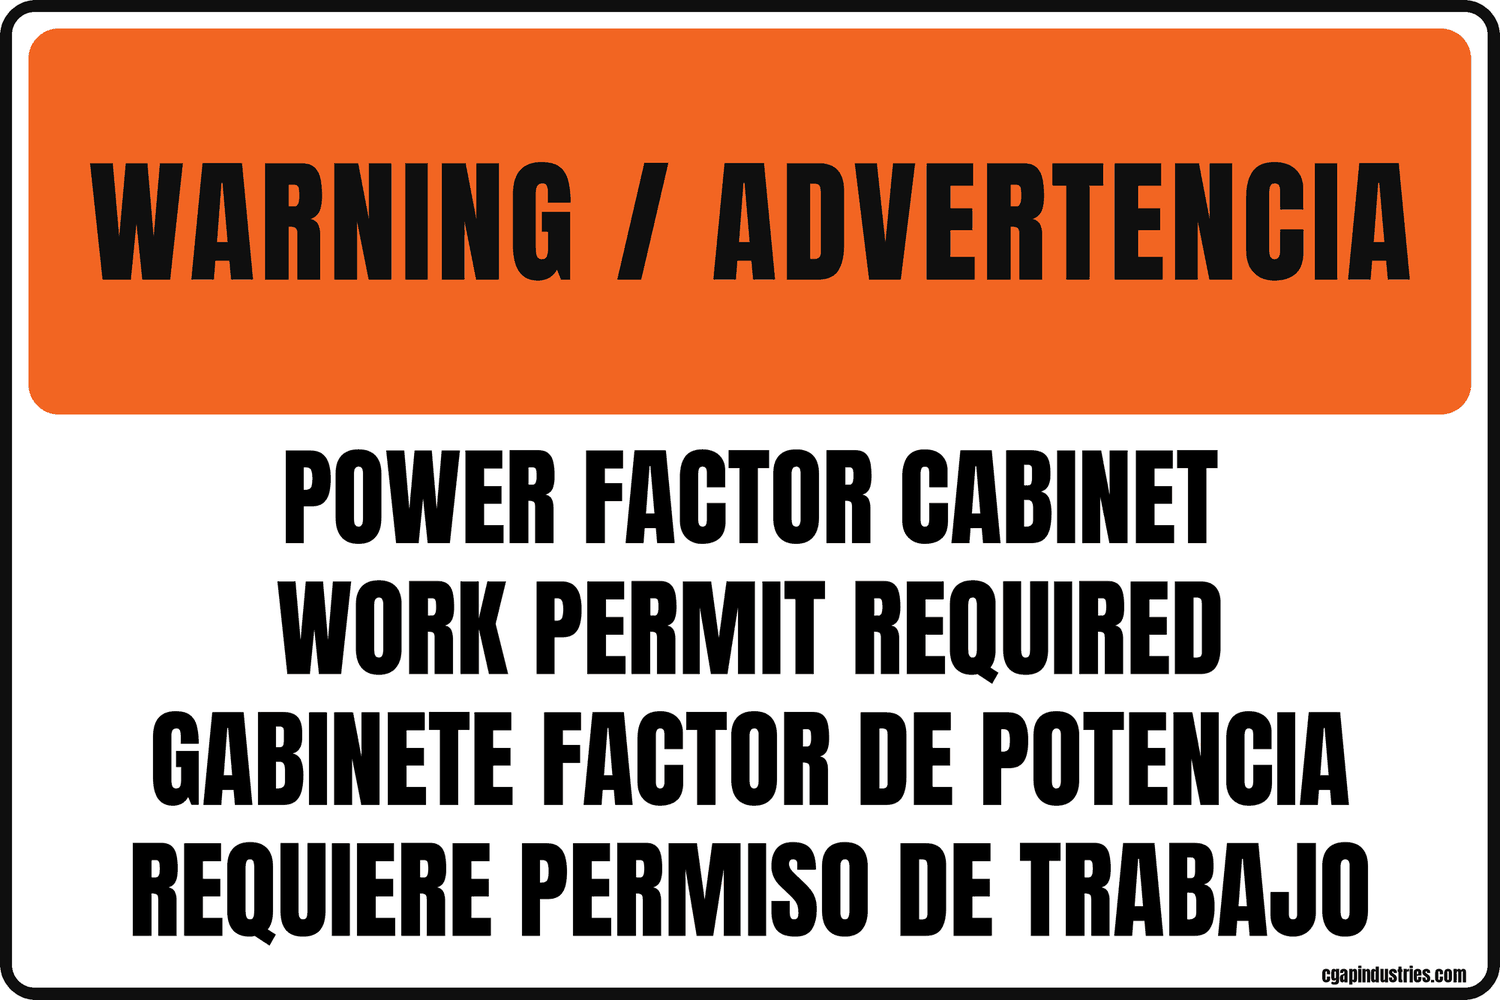 WARNING / ADVERTENCIA
POWER FACTOR CABINET
WORK PERMIT REQUIRED
GABINETE FACTOR DE POTENCIA
REQUIERE PERMISO DE TRABAJO
cgapindustries.com